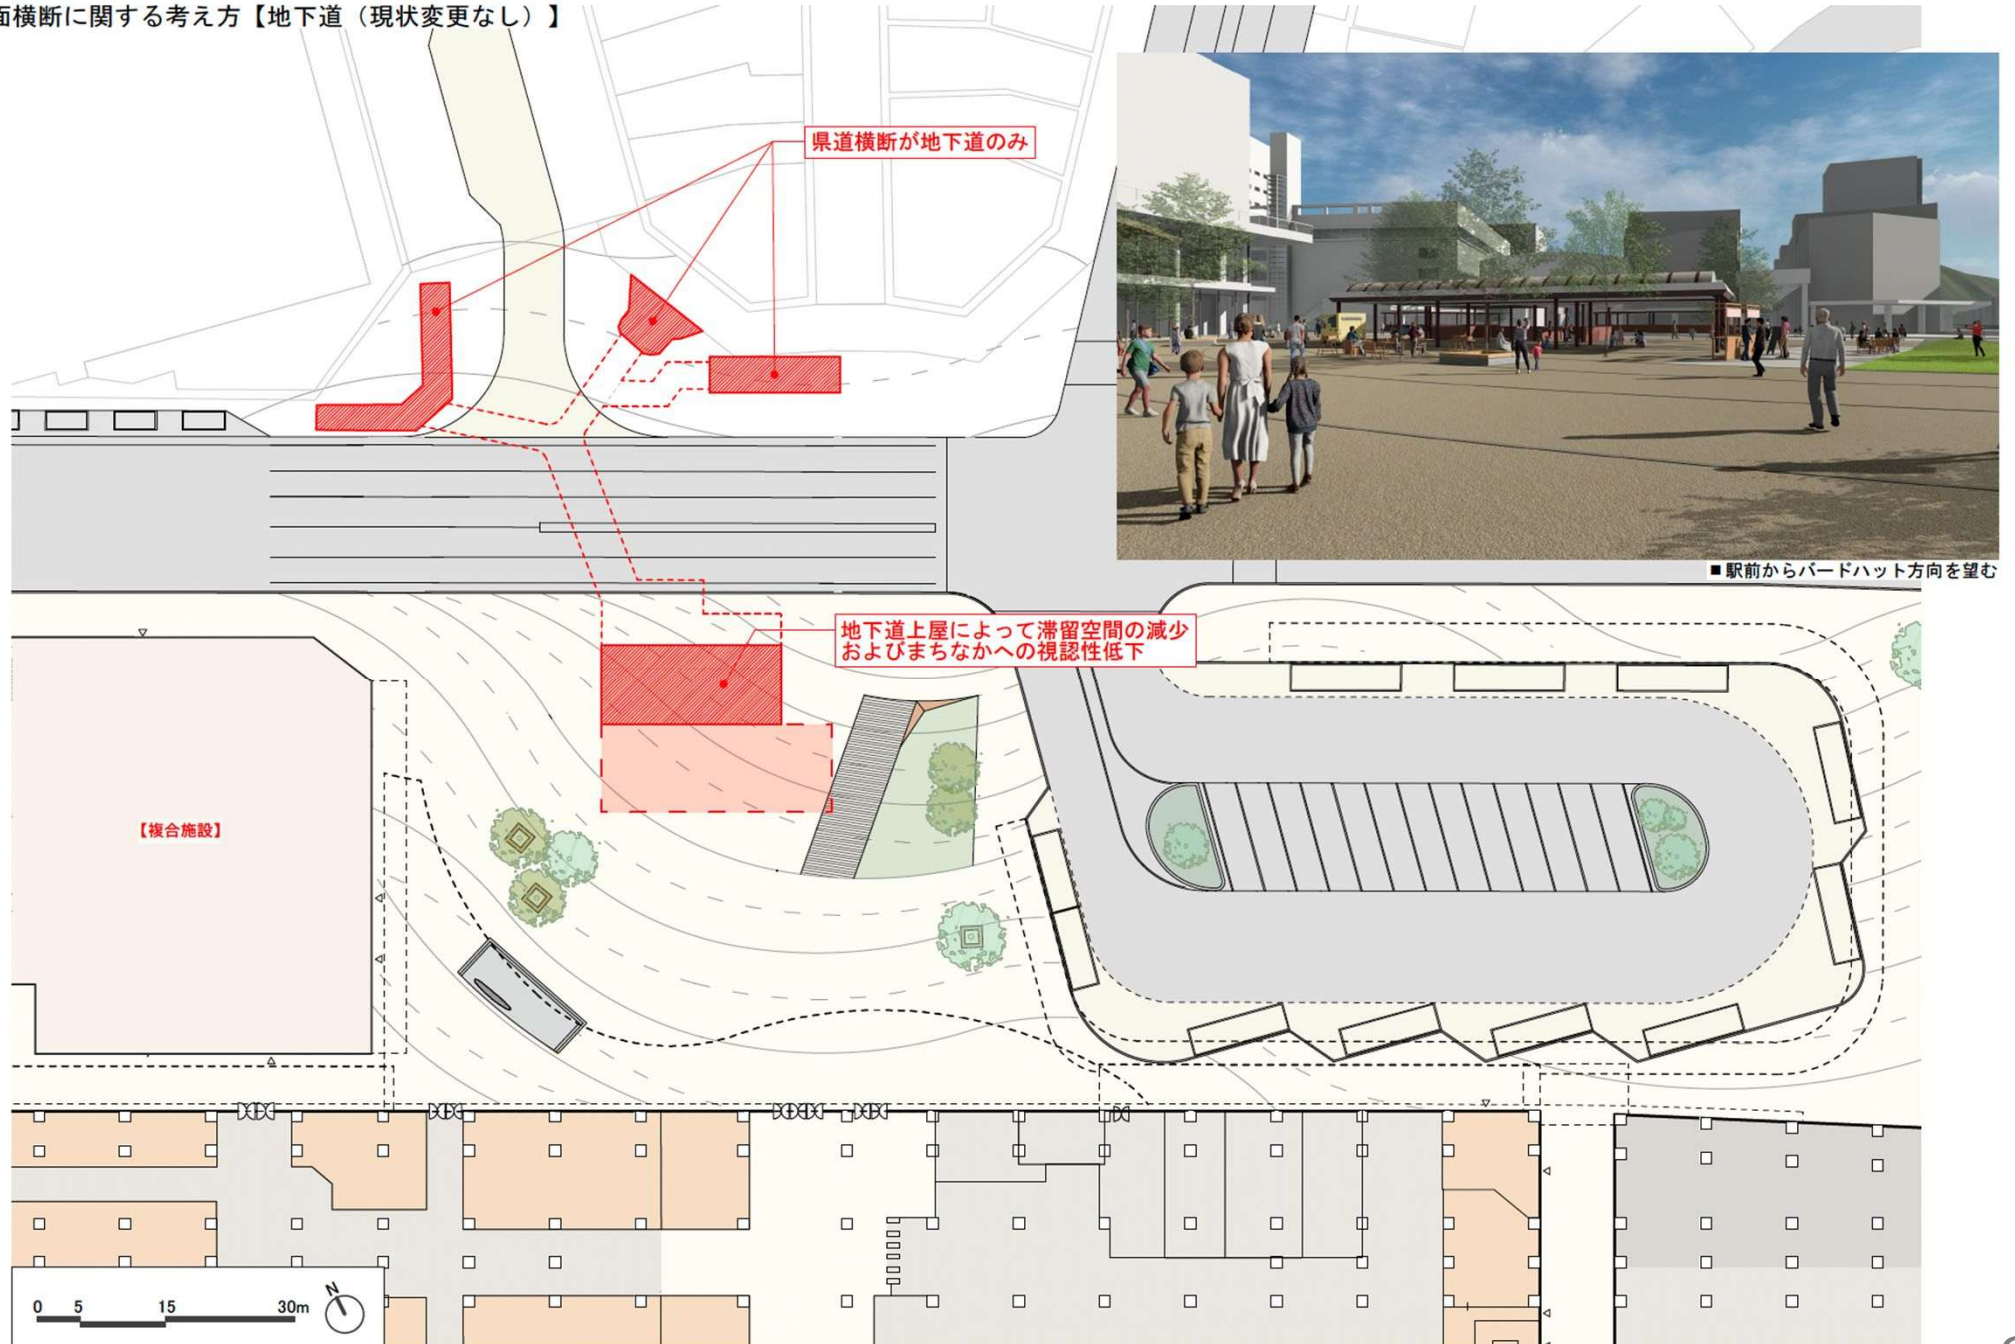 面横断に関する考え方【地下道（現状変更なし）】
県道横断が地下道のみ
■駅前からバードハット方向を望む
地下道上屋によって滞留空間の減少
およびまちなかへの視認性低下
【複合施設】
0 5 15 30m
N